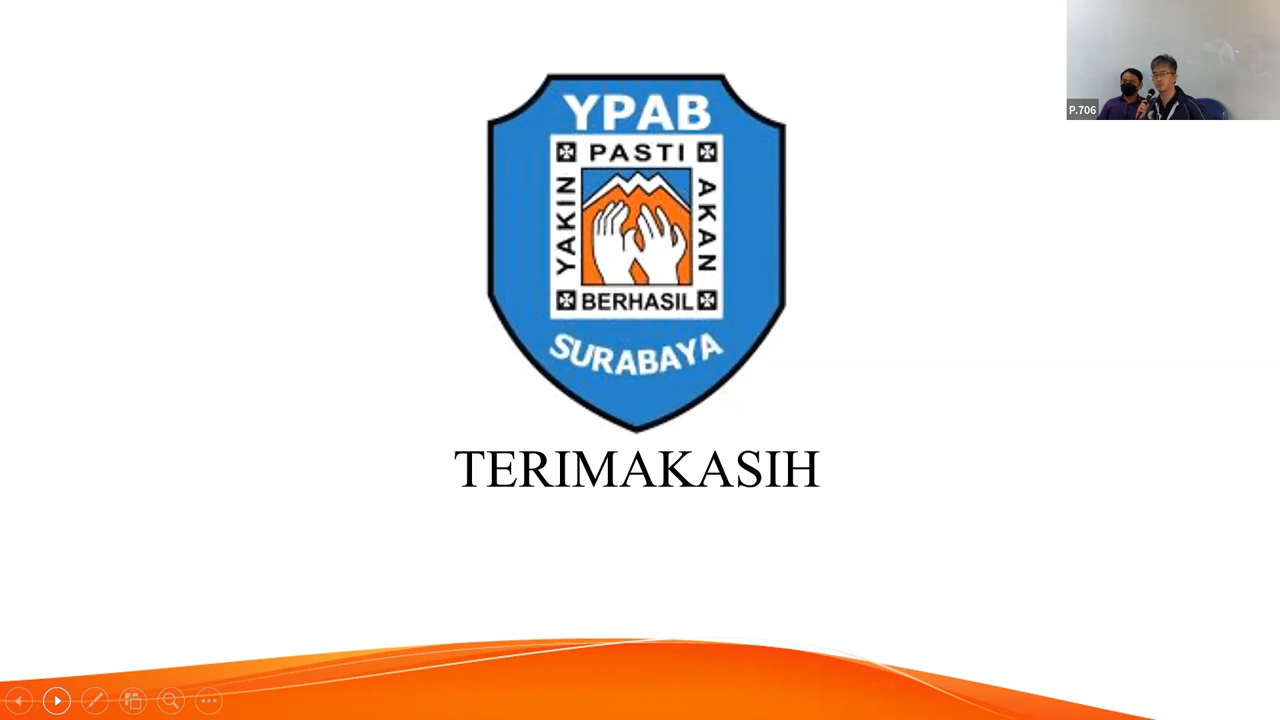 YPAB
PASTI
YAKIN
AKAN
BERHASIL
SURABAYA
TERIMAKASIH
P.706